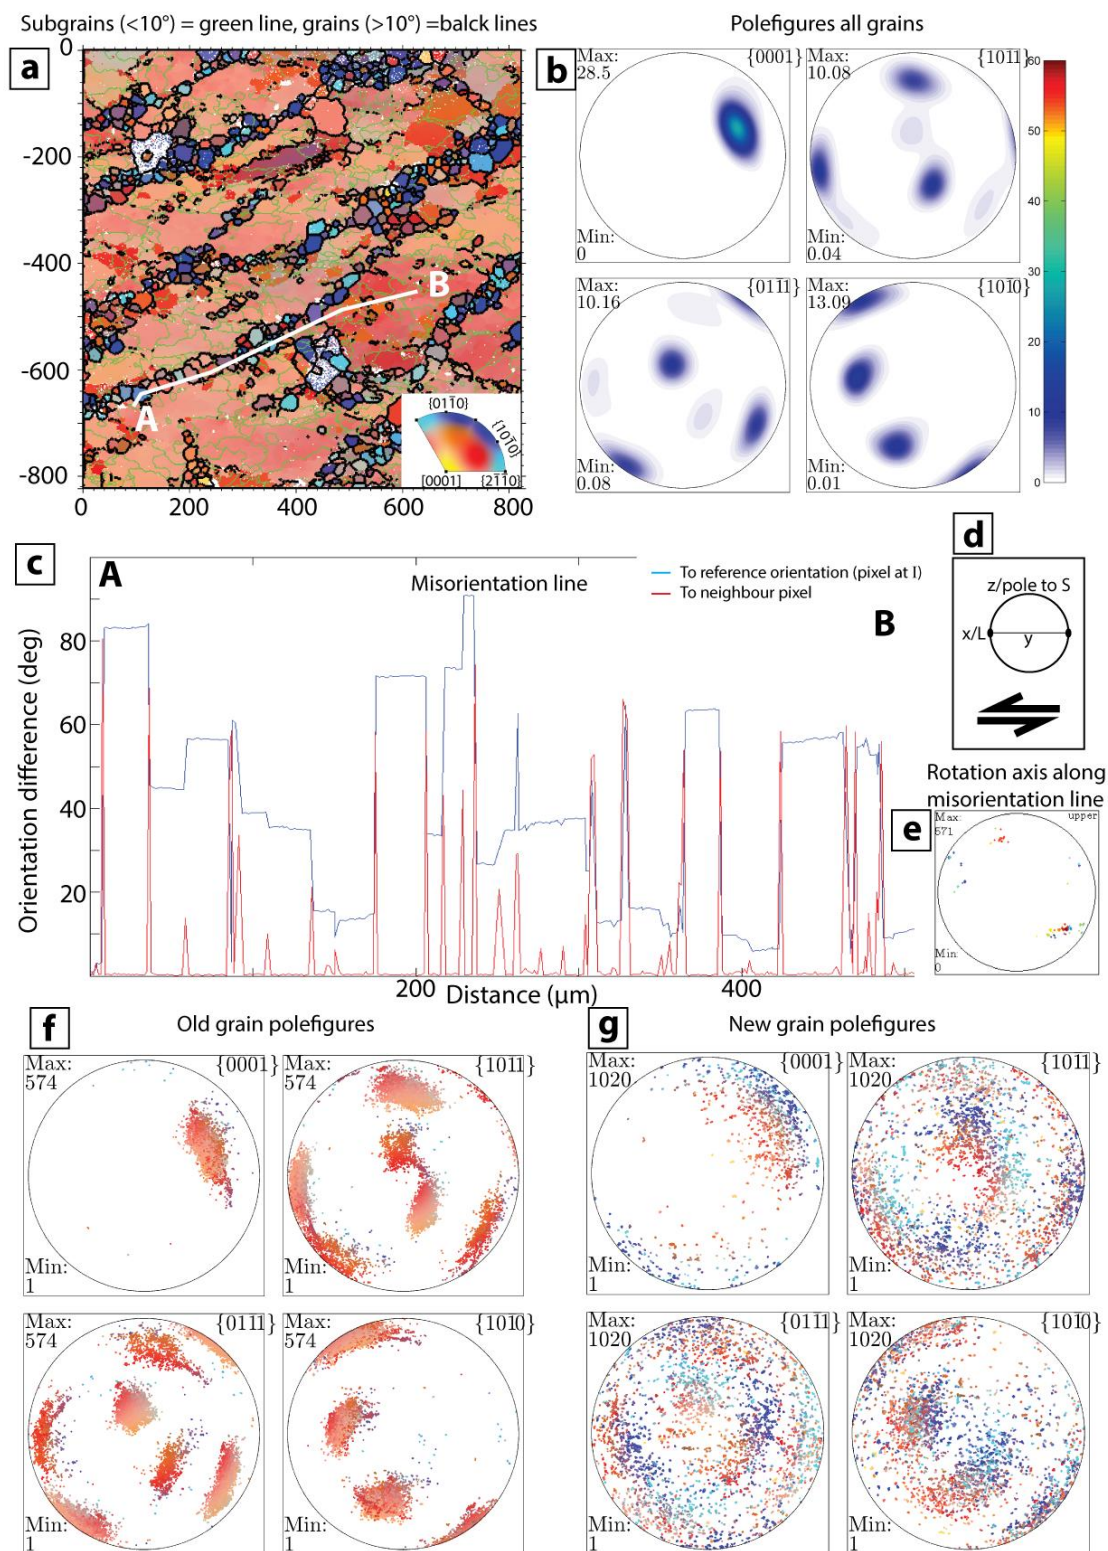 Subgrains (<10°) = green line, grains (>10°) =balck lines
Polefigures all grains
a
0
-200
-400
-600
-800
0
200
400
600
800
A
B
{011̄0}
{101̄0}
[0001]
{21̄1̄0}
b
Max:
28.5
{0001}
Min:
0
Max:
10.08
{101̄1}
Min:
0.04
Max:
10.16
{011̄1}
Min:
0.08
Max:
13.09
{101̄0}
Min:
0.01
60
50
40
30
20
10
0
c
A
Misorientation line
To reference orientation (pixel at I)
To neighbour pixel
B
Orientation difference (deg)
80
60
40
20
200
400
Distance (µm)
d
z/pole to S
x/L
y
Rotation axis along
misorientation line
e
Max:
571
upper
Min:
0
f
Old grain polefigures
Max:
574
{0001}
Min:
1
Max:
574
{101̄1}
Min:
1
Max:
574
{011̄1}
Min:
1
Max:
574
{101̄0}
Min:
1
g
New grain polefigures
Max:
1020
{0001}
Min:
1
Max:
1020
{101̄1}
Min:
1
Max:
1020
{011̄1}
Min:
1
Max:
1020
{101̄0}
Min:
1